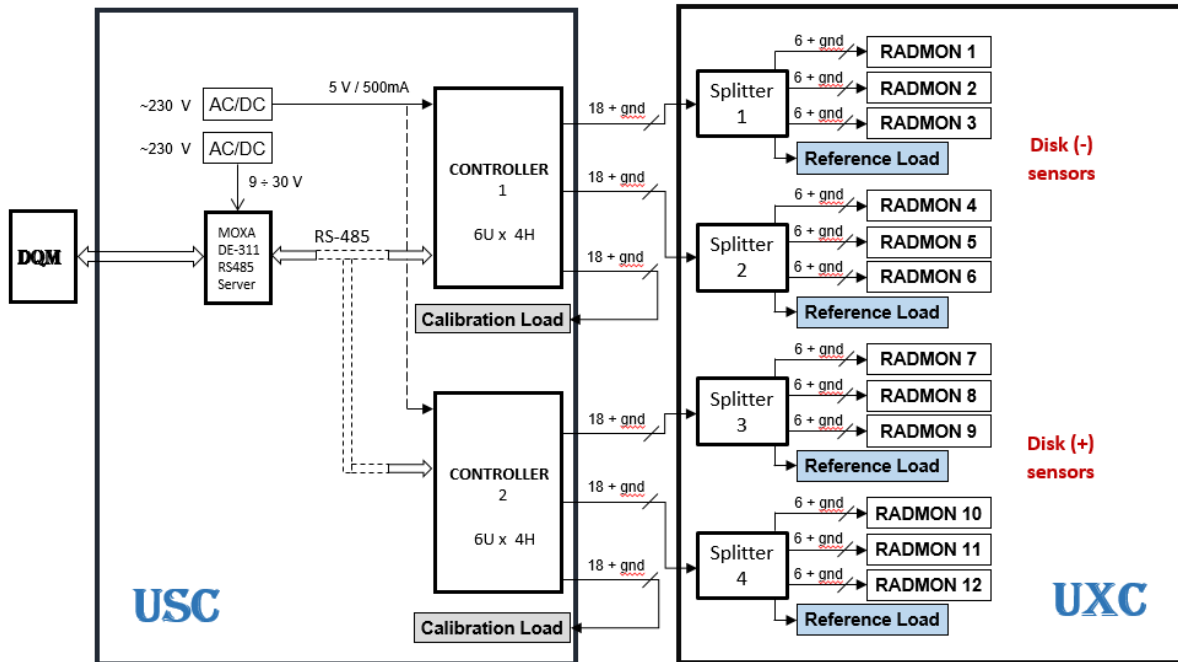 ~230 V
AC/DC
5 V / 500mA
~230 V
AC/DC
9 ÷ 30 V
DQM
MOXA
DE-311
RS485
Server
RS-485
CONTROLLER
1
6U x 4H
18 + gnd
18 + gnd
18 + gnd
Calibration Load
CONTROLLER
2
6U x 4H
18 + gnd
18 + gnd
18 + gnd
Calibration Load
USC
Splitter
1
6 + gnd
RADMON 1
6 + gnd
RADMON 2
6 + gnd
RADMON 3
Reference Load
Disk (-)
sensors
Splitter
2
6 + gnd
RADMON 4
6 + gnd
RADMON 5
6 + gnd
RADMON 6
Reference Load
Splitter
3
6 + gnd
RADMON 7
6 + gnd
RADMON 8
6 + gnd
RADMON 9
Reference Load
Disk (+)
sensors
Splitter
4
6 + gnd
RADMON 10
6 + gnd
RADMON 11
6 + gnd
RADMON 12
Reference Load
UXC